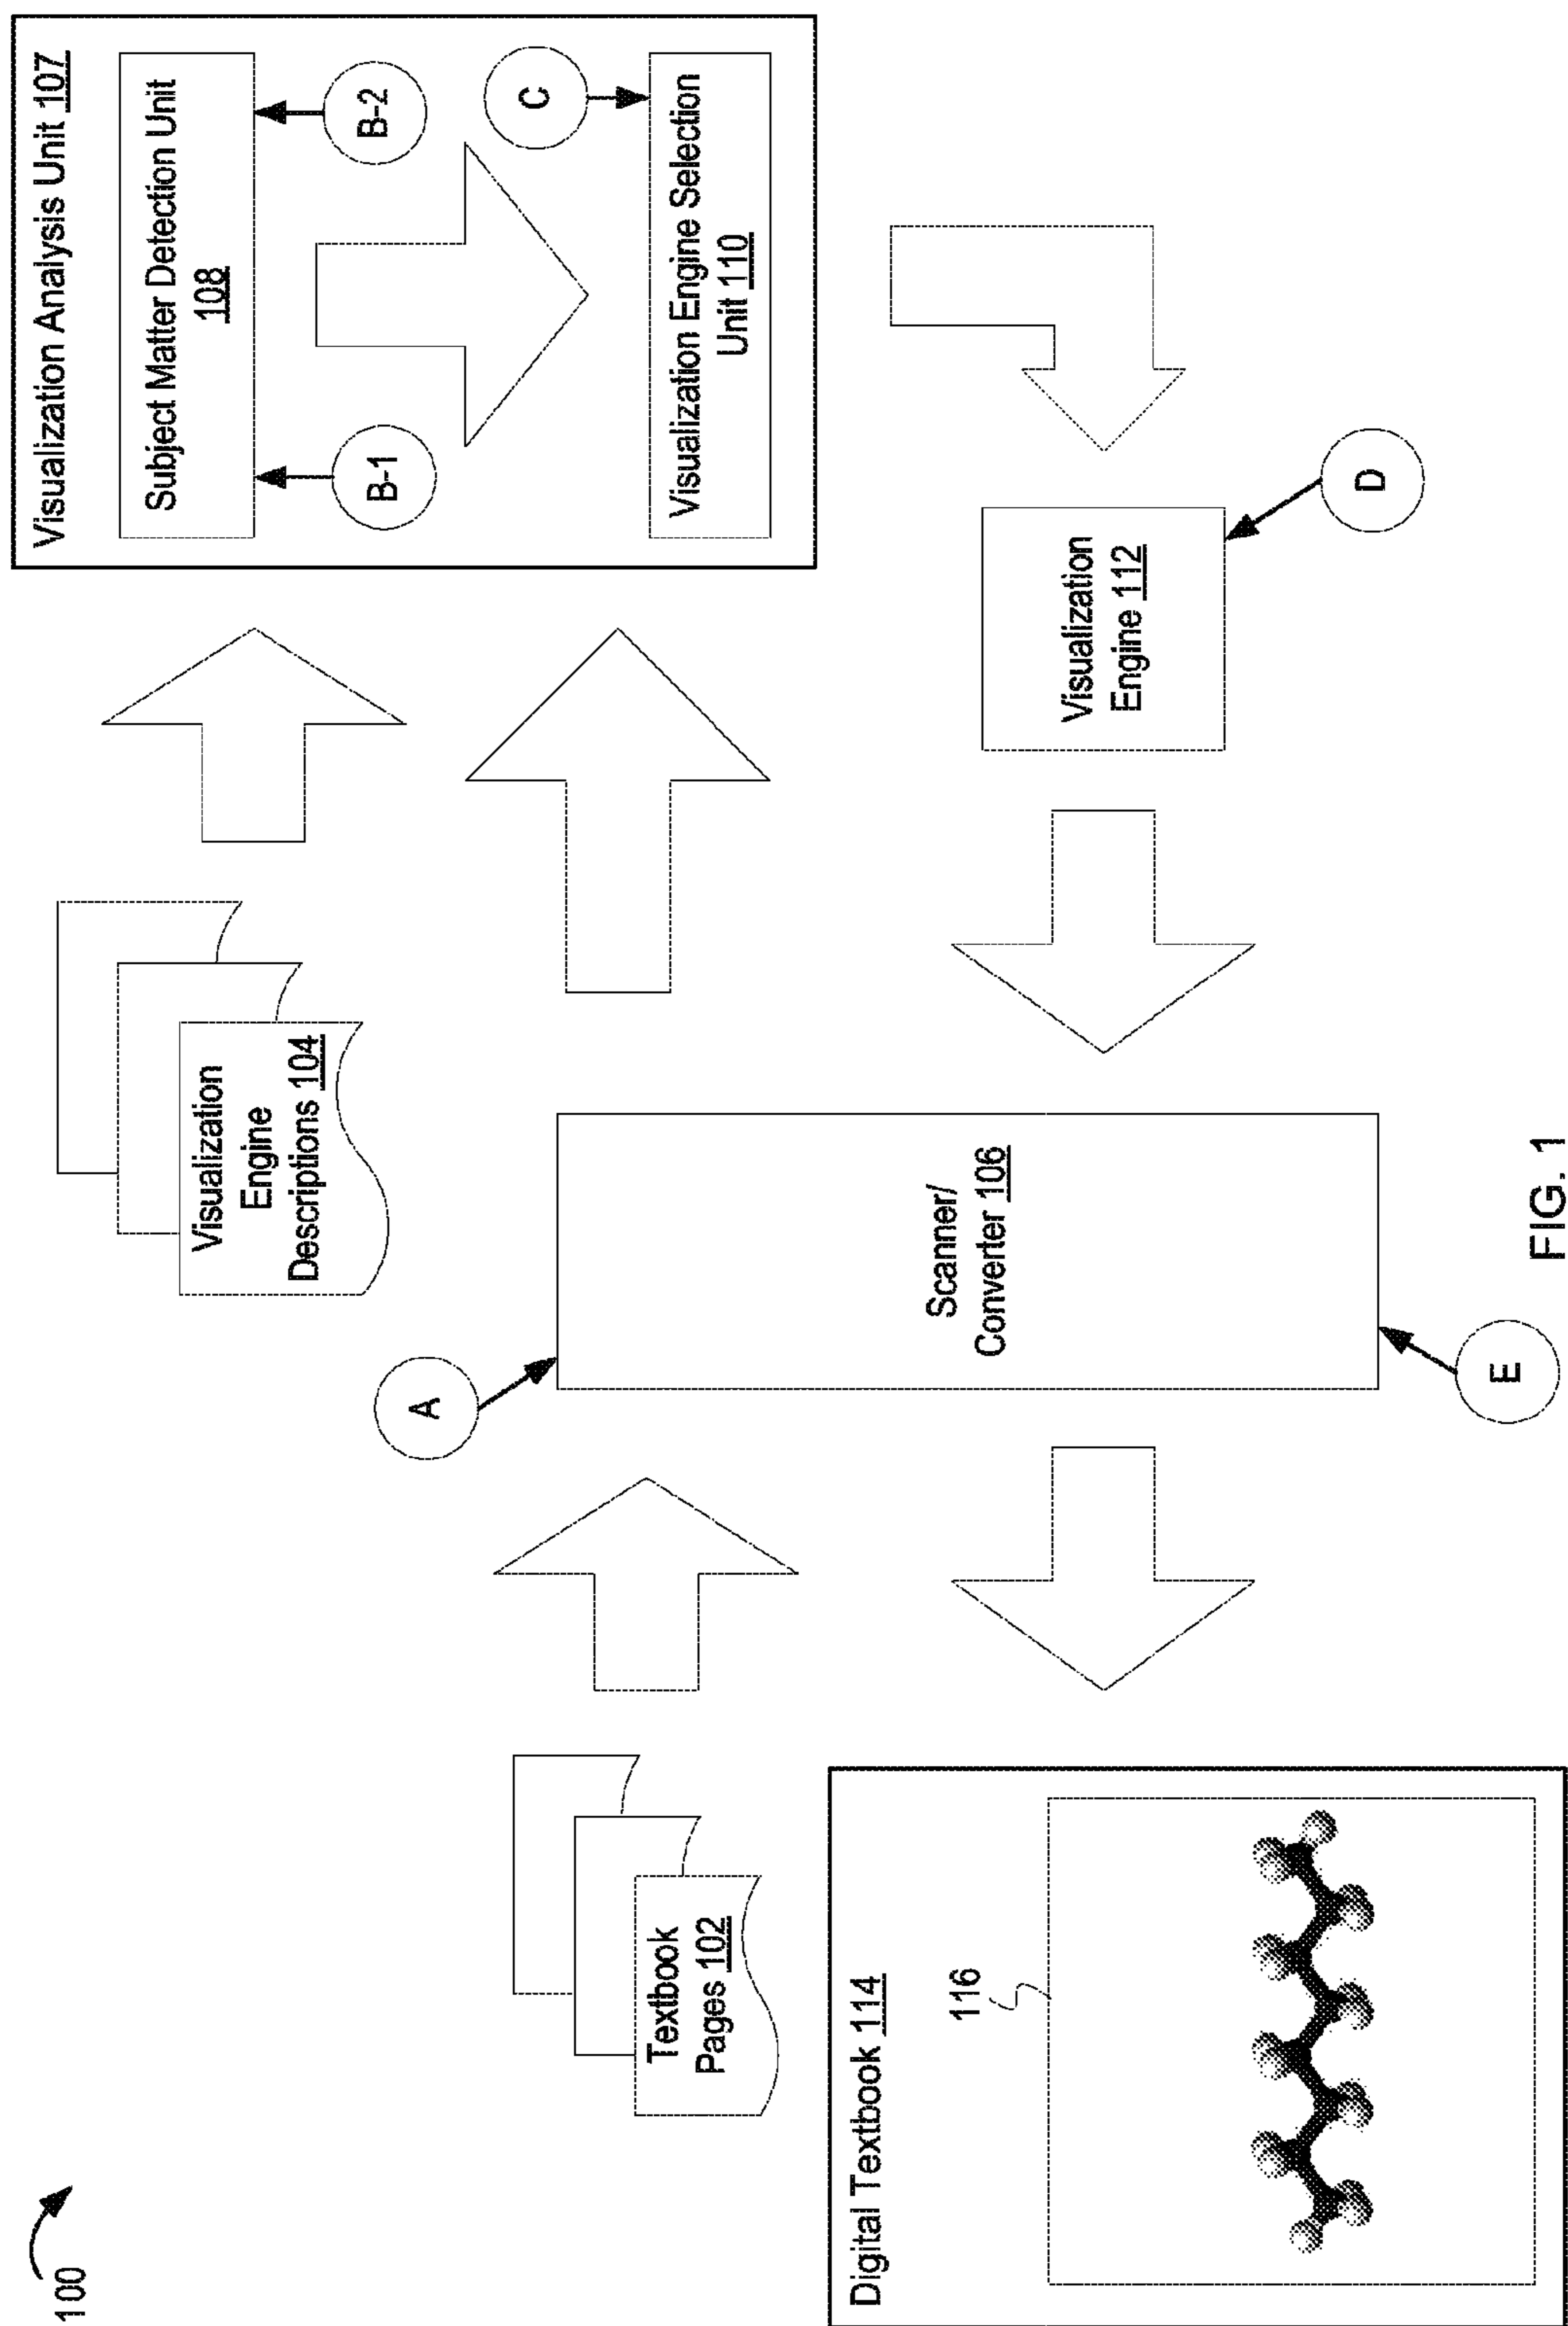 100
Visualization
Engine
Descriptions 104
Visualization Analysis Unit 107
Subject Matter Detection Unit
108
B-1
B-2
C
Visualization Engine Selection
Unit 110
A
Textbook
Pages 102
Scanner/
Converter 106
Visualization
Engine 112
D
Digital Textbook 114
116
E
FIG. 1